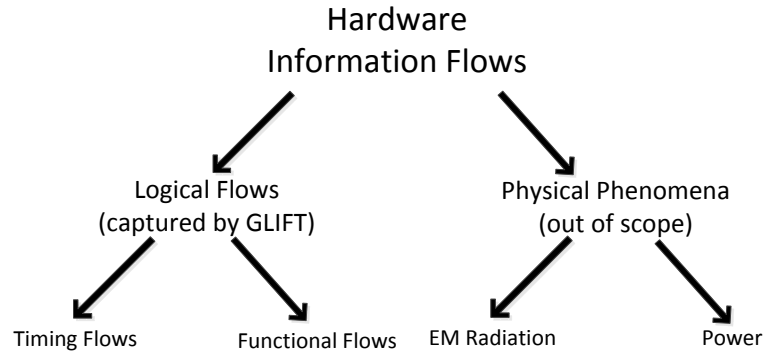 Hardware
Information Flows
Logical Flows
(captured by GLIFT)
Physical Phenomena
(out of scope)
Timing Flows
Functional Flows
EM Radiation
Power